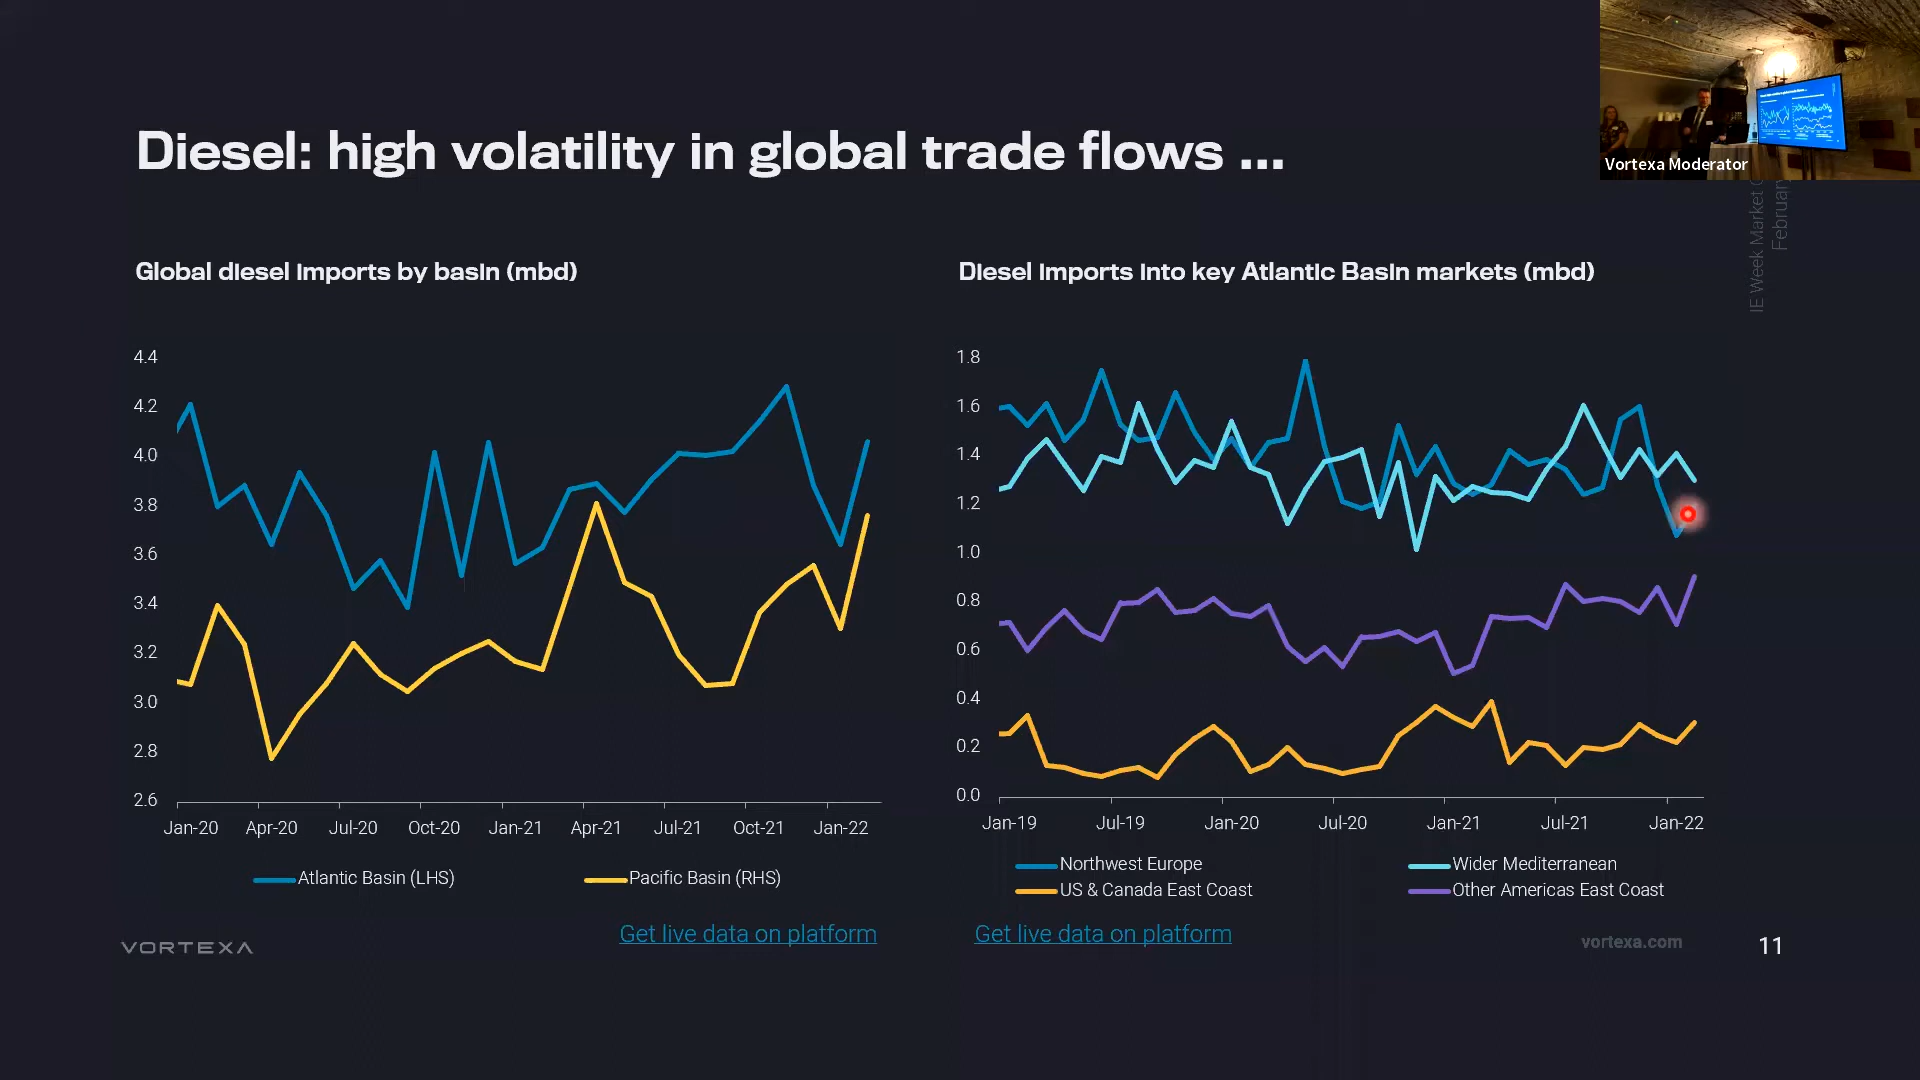 Vortexa Moderator
Diesel: high volatility in global trade flows ...
IE Week Market
February
Global diesel imports by basin (mbd)
4.4
4.2
4.0
3.8
3.6
3.4
3.2
3.0
2.8
2.6
Jan-20 Apr-20 Jul-20 Oct-20 Jan-21 Apr-21 Jul-21 Oct-21 Jan-22
Atlantic Basin (LHS) Pacific Basin (RHS)
Get live data on platform
Diesel imports into key Atlantic Basin markets (mbd)
1.8
1.6
1.4
1.2
1.0
0.8
0.6
0.4
0.2
0.0
Jan-19 Jul-19 Jan-20 Jul-20 Jan-21 Jul-21 Jan-22
Northwest Europe Wider Mediterranean
US & Canada East Coast Other Americas East Coast
Get live data on platform
VORTEXA
vortexa.com
11